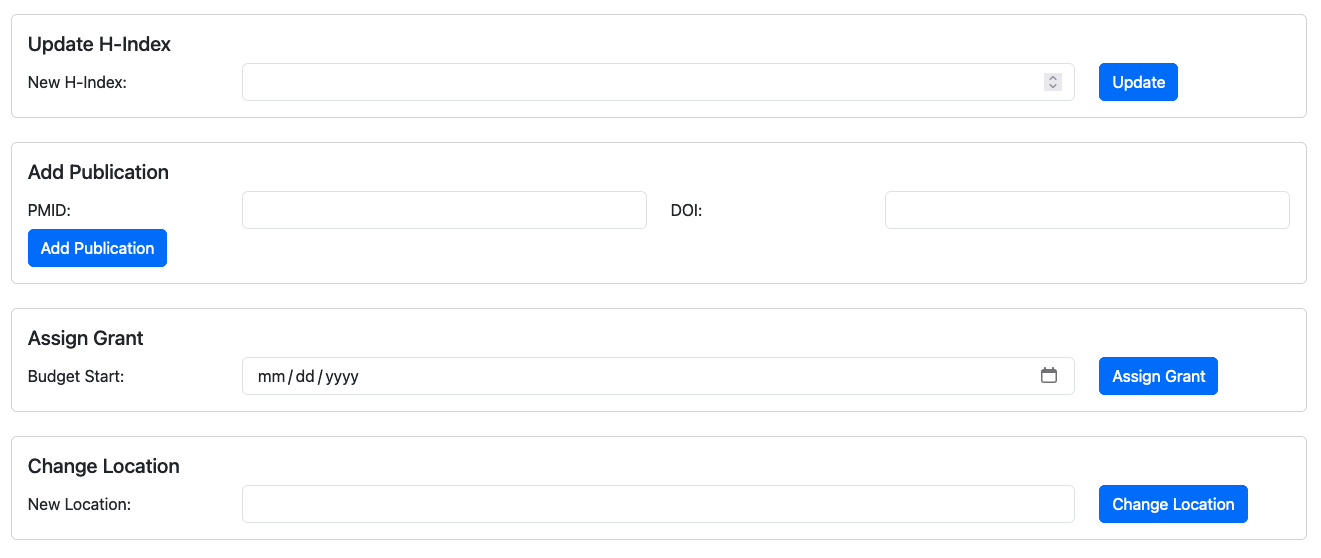 Update H-Index
New H-Index: Update
Add Publication
PMID: DOI:
Add Publication
Assign Grant
Budget Start: mm/dd/yyyy Assign Grant
Change Location
New Location: Change Location